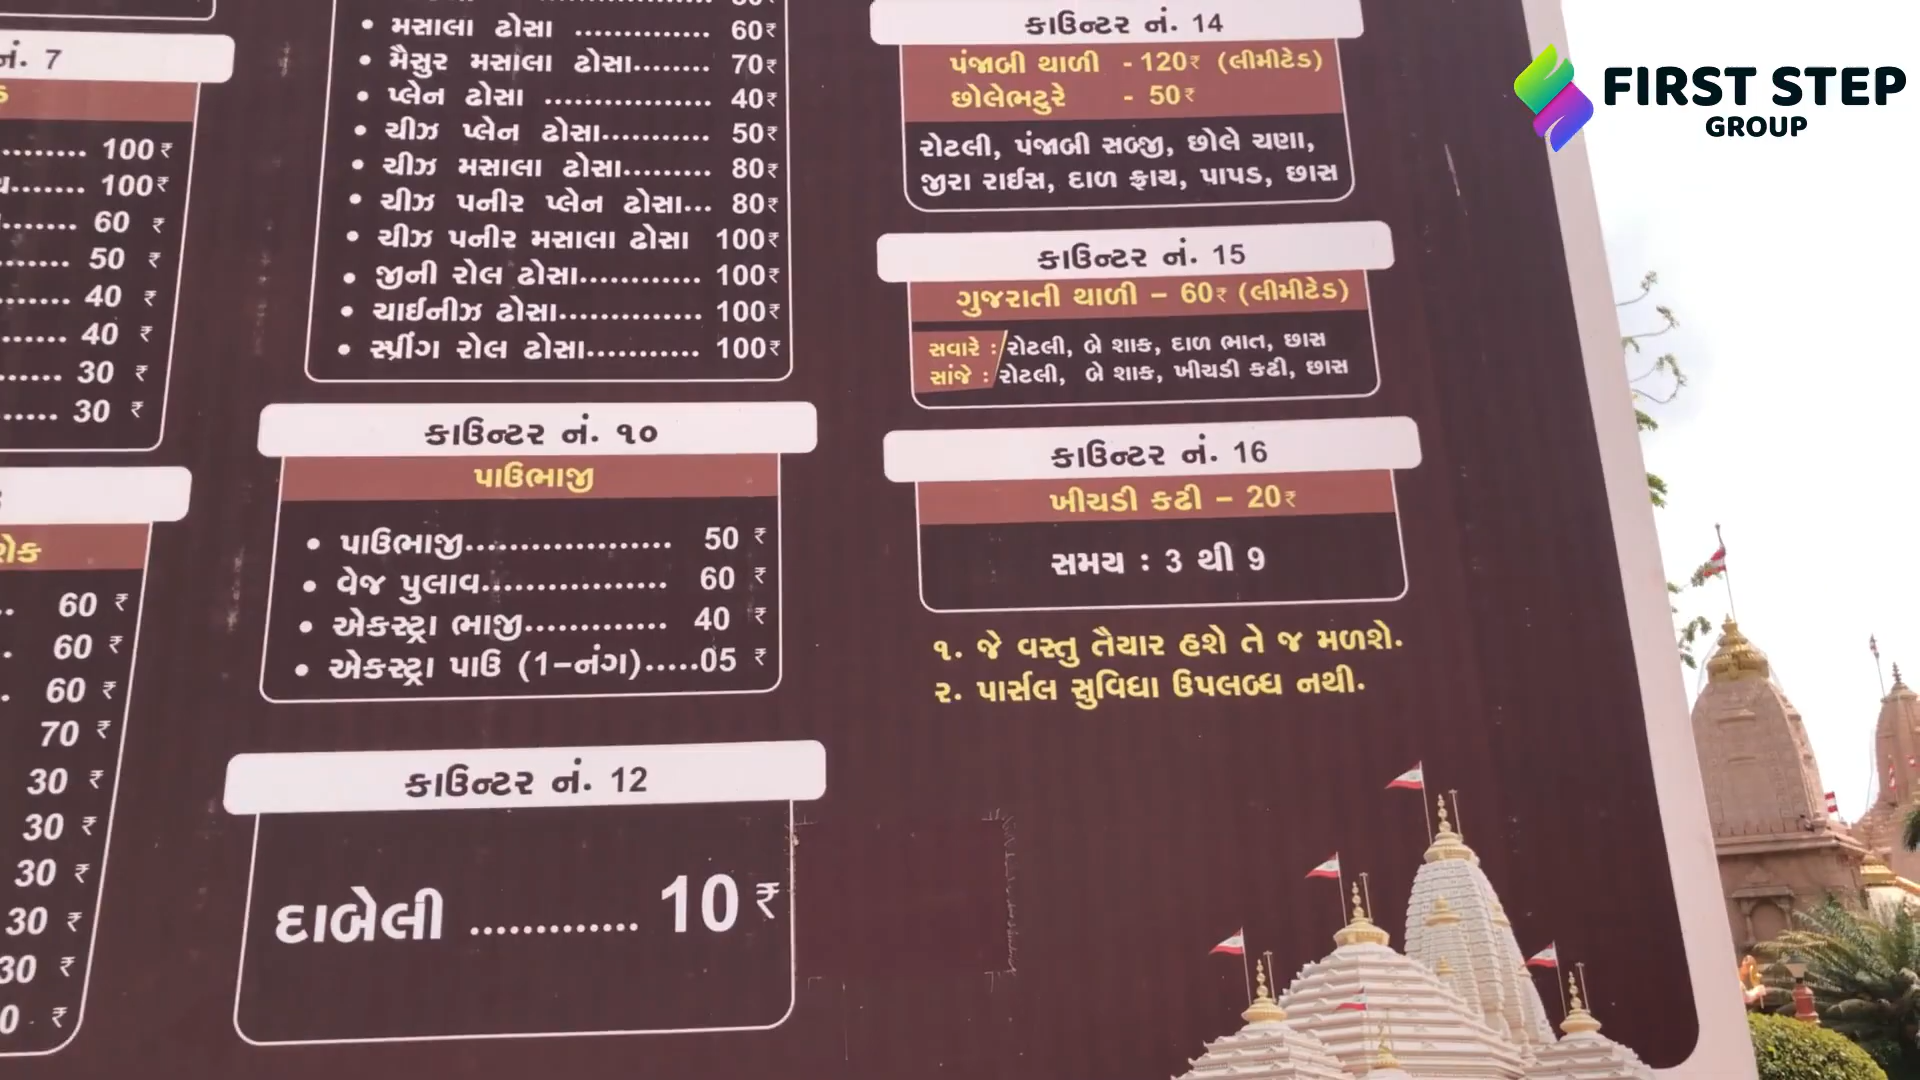 નં. 7
100₹
100₹
60 ₹
50 ₹
40 ₹
40 ₹
30 ₹
30 ₹
60 ₹
60 ₹
60 ₹
70 ₹
30 ₹
30 ₹
30 ₹
30 ₹
30 ₹
• મસાલા ઢોસા .............. 60₹
• મૈસુર મસાલા ઢોસા........ 70₹
• પ્લેન ઢોસા ................. 40₹
• ચીઝ પ્લેન ઢોસા........... 50₹
• ચીઝ મસાલા ઢોસા......... 80₹
• ચીઝ પનીર પ્લેન ઢોસા... 80₹
• ચીઝ પનીર મસાલા ઢોસા 100₹
• જીની રોલ ઢોસા............ 100₹
• ચાઈનીઝ ઢોસા.............. 100₹
• સ્પ્રીંગ રોલ ઢોસા........... 100₹
કાઉન્ટર નં. ૧૦
પાઉભાજી
• પાઉભાજી.................... 50 ₹
• વેજ પુલાવ.................. 60 ₹
• એકસ્ટ્રા ભાજી.............. 40 ₹
• એકસ્ટ્રા પાઉ (1-નંગ).....05 ₹
કાઉન્ટર નં. 12
દાબેલી ............. 10 ₹
કાઉન્ટર નં. 14
પંજાબી થાળી - 120₹ (લીમીટેડ)
છોલેભટુરે - 50₹
રોટલી, પંજાબી સબ્જી, છોલે ચણા,
જીરા રાઈસ, દાળ ફ્રાય, પાપડ, છાસ
કાઉન્ટર નં. 15
ગુજરાતી થાળી – 60₹ (લીમીટેડ)
સવારે : રોટલી, બે શાક, દાળ ભાત, છાસ
સાંજે : રોટલી, બે શાક, ખીચડી કઢી, છાસ
કાઉન્ટર નં. 16
ખીચડી કઢી – 20₹
સમય : 3 થી 9
૧. જે વસ્તુ તૈયાર હશે તે જ મળશે.
૨. પાર્સલ સુવિધા ઉપલબ્ધ નથી.
FIRST STEP
GROUP